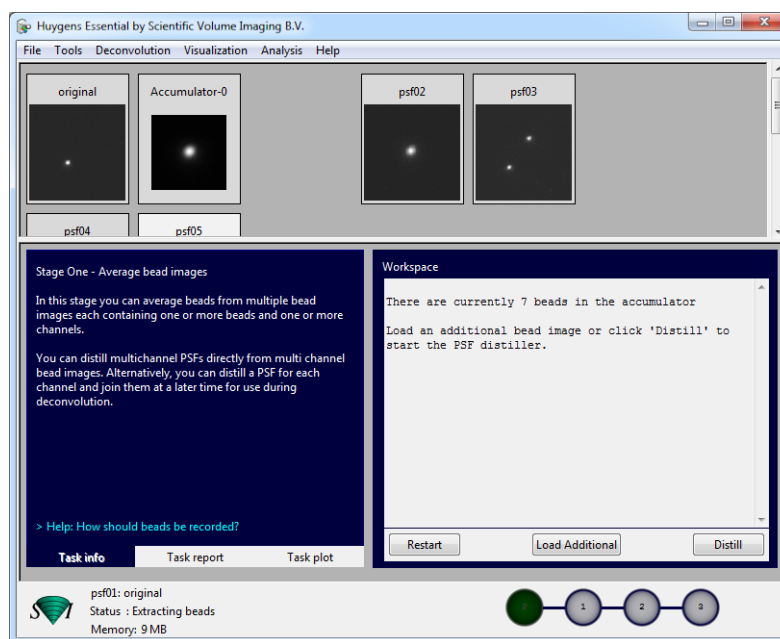 Huygens Essential by Scientific Volume Imaging B.V.
File Tools Deconvolution Visualization Analysis Help
original
Accumulator-0
psf02
psf03
psf04
psf05
Stage One - Average bead images
In this stage you can average beads from multiple bead
images each containing one or more beads and one or more
channels.
You can distill multichannel PSFs directly from multi channel
bead images. Alternatively, you can distill a PSF for each
channel and join them at a later time for use during
deconvolution.
> Help: How should beads be recorded?
Task info
Task report
Task plot
Workspace
There are currently 7 beads in the accumulator
Load an additional bead image or click 'Distill' to
start the PSF distiller.
Restart
Load Additional
Distill
SVI
psf01: original
Status : Extracting beads
Memory: 9 MB
1
2
3